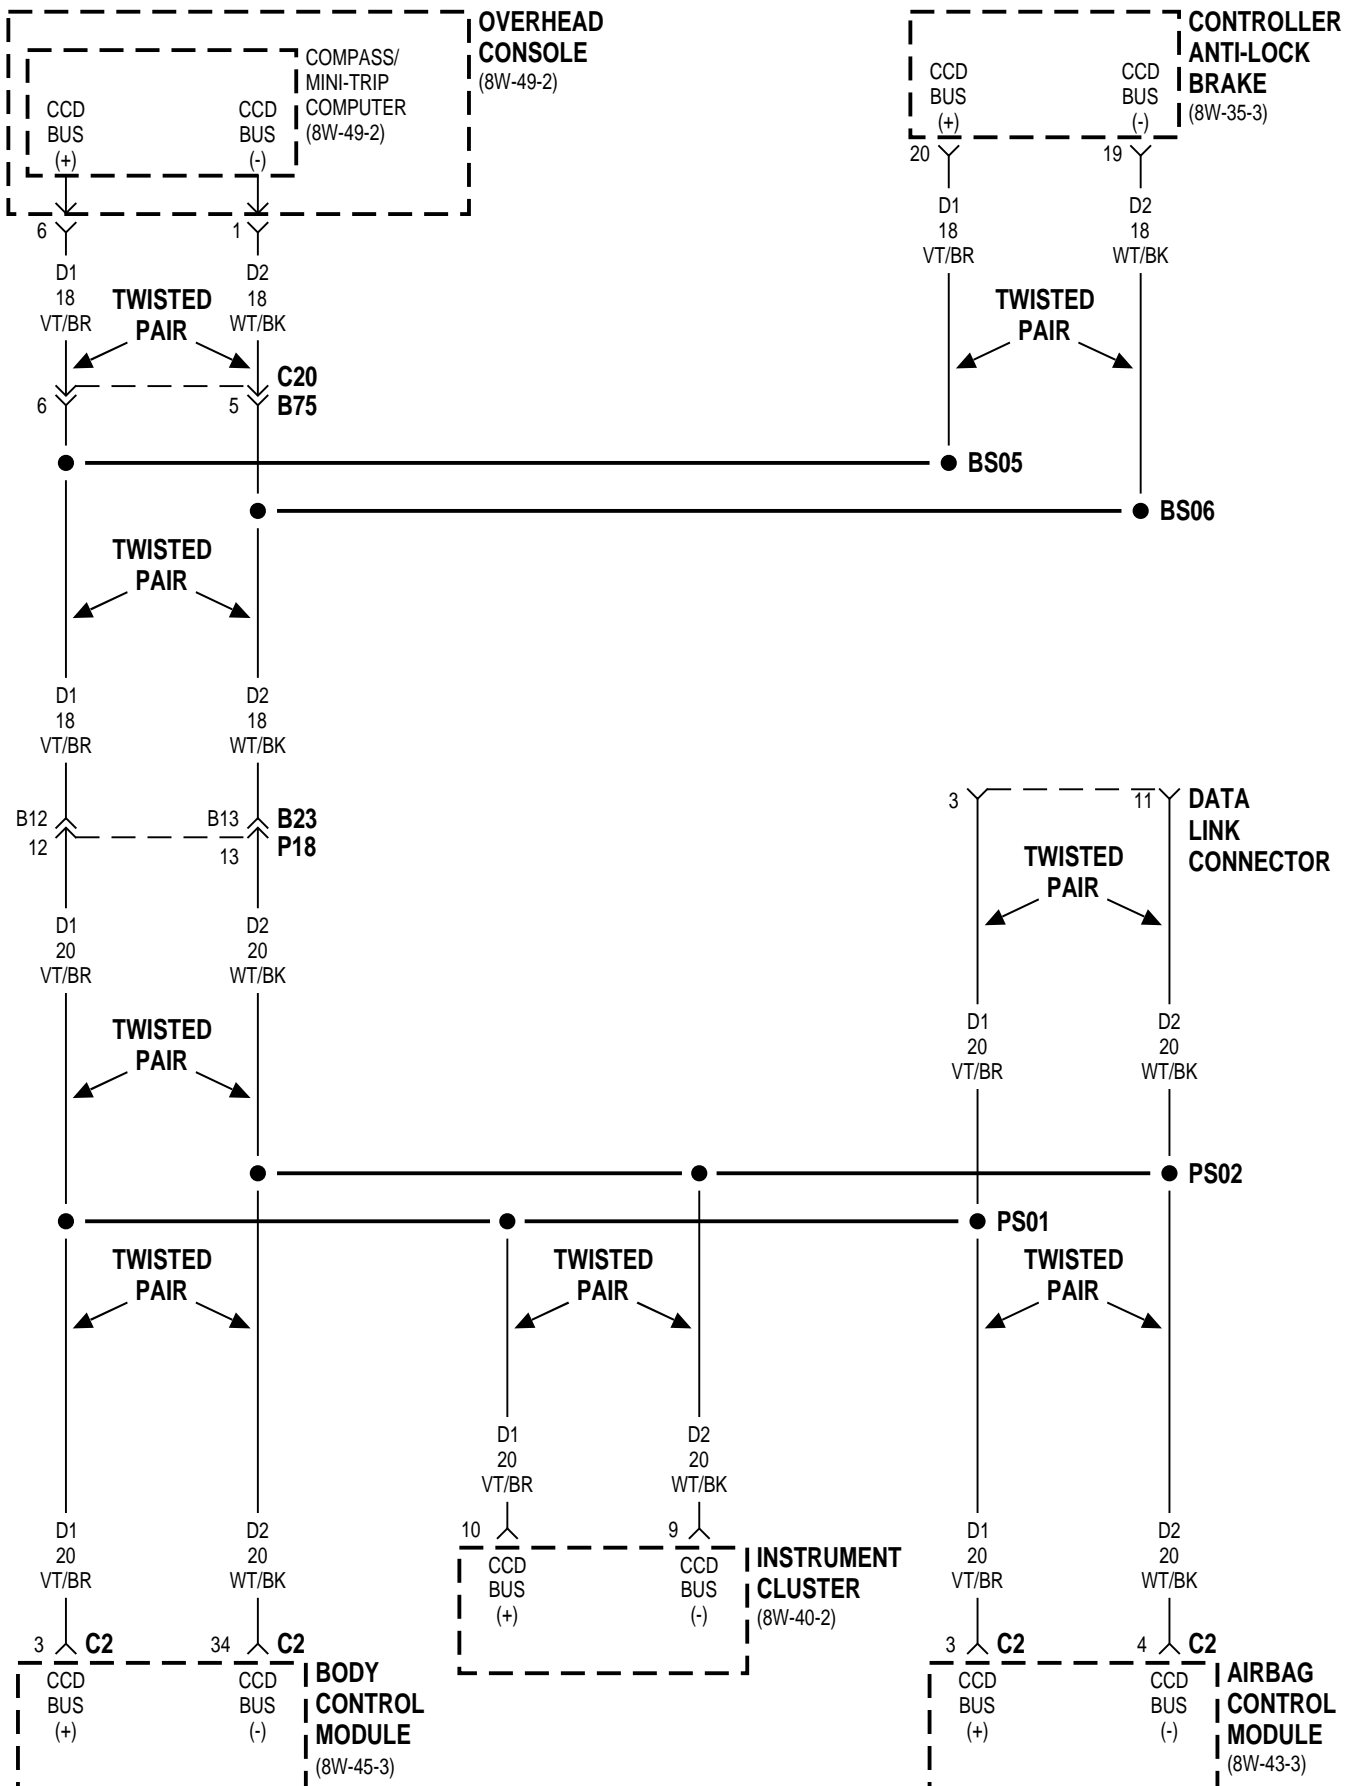 OVERHEAD
CONSOLE
(8W-49-2)
COMPASS/
MINI-TRIP
COMPUTER
(8W-49-2)
CCD
BUS
(+)
CCD
BUS
(-)
CONTROLLER
ANTI-LOCK
BRAKE
(8W-35-3)
CCD
BUS
(+)
CCD
BUS
(-)
6
1
20
19
D1
18
VT/BR
D2
18
WT/BK
TWISTED
PAIR
D1
18
VT/BR
D2
18
WT/BK
TWISTED
PAIR
6
5
C20
B75
BS05
BS06
TWISTED
PAIR
D1
18
VT/BR
D2
18
WT/BK
B12
12
B13
13
B23
P18
3
11
DATA
LINK
CONNECTOR
TWISTED
PAIR
D1
20
VT/BR
D2
20
WT/BK
TWISTED
PAIR
D1
20
VT/BR
D2
20
WT/BK
PS02
PS01
TWISTED
PAIR
TWISTED
PAIR
TWISTED
PAIR
D1
20
VT/BR
D2
20
WT/BK
10
9
CCD
BUS
(+)
CCD
BUS
(-)
INSTRUMENT
CLUSTER
(8W-40-2)
D1
20
VT/BR
D2
20
WT/BK
3
C2
34
C2
CCD
BUS
(+)
CCD
BUS
(-)
BODY
CONTROL
MODULE
(8W-45-3)
D1
20
VT/BR
D2
20
WT/BK
3
C2
4
C2
CCD
BUS
(+)
CCD
BUS
(-)
AIRBAG
CONTROL
MODULE
(8W-43-3)